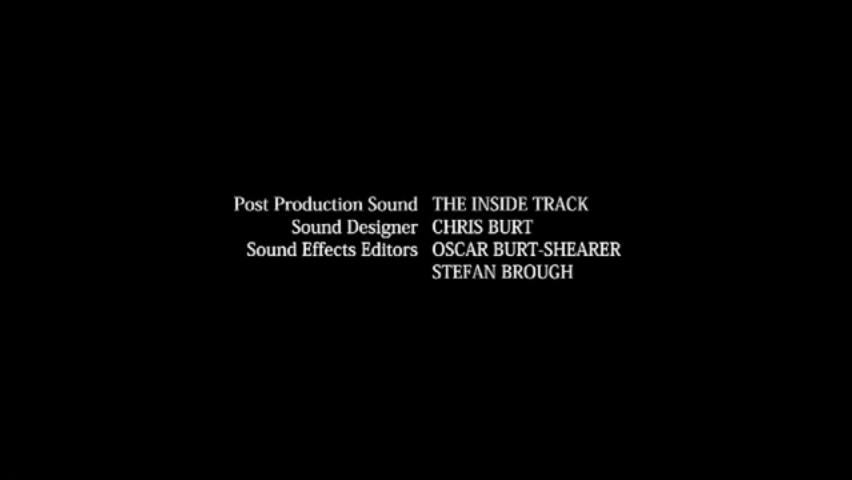 Post Production Sound THE INSIDE TRACK
Sound Designer CHRIS BURT
Sound Effects Editors OSCAR BURT-SHEARER
STEFAN BROUGH